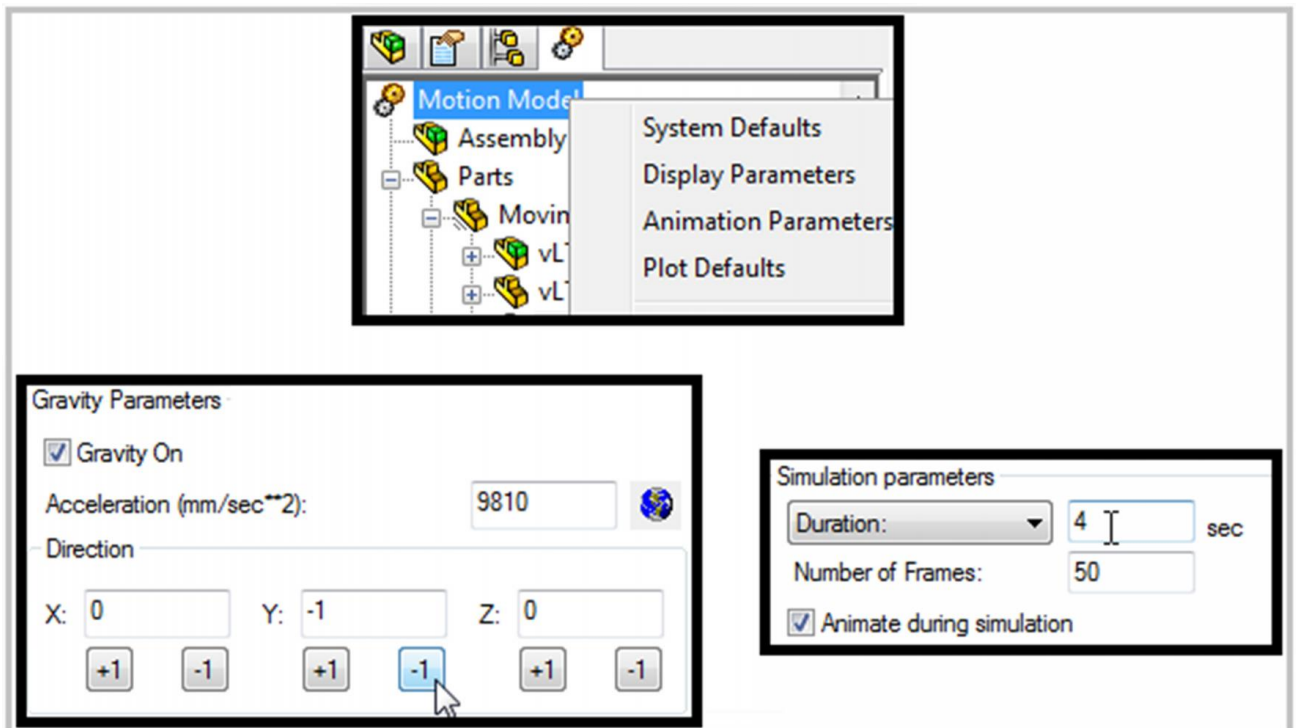 Motion Model
Assembly
Parts
Movin
vLT
vLT
System Defaults
Display Parameters
Animation Parameters
Plot Defaults
Gravity Parameters
Gravity On
Acceleration (mm/sec**2): 9810
Direction
X: 0 Y: -1 Z: 0
+1 -1 +1 -1 +1 -1
Simulation parameters
Duration: 4 sec
Number of Frames: 50
Animate during simulation